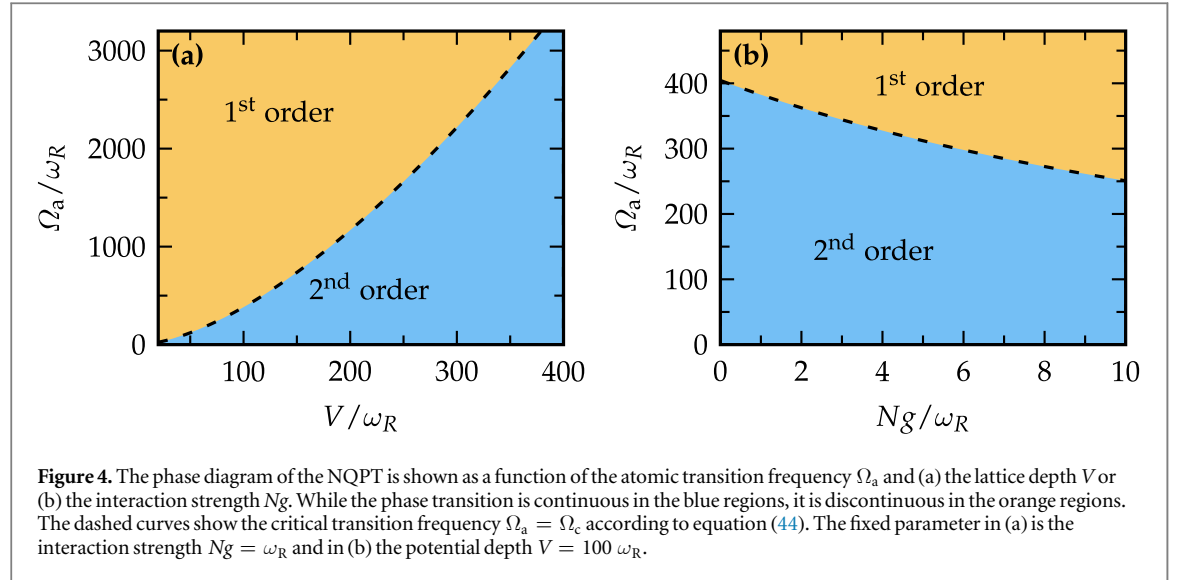 (a)
1st order
2nd order
3000
2000
1000
0
100 200 300 400
Ωa/ωR
V/ωR
(b)
1st order
2nd order
400
300
200
100
0
0 2 4 6 8 10
Ωa/ωR
Ng/ωR
Figure 4. The phase diagram of the NQPT is shown as a function of the atomic transition frequency Ωa and (a) the lattice depth V or
(b) the interaction strength Ng. While the phase transition is continuous in the blue regions, it is discontinuous in the orange regions.
The dashed curves show the critical transition frequency Ωa = Ωc according to equation (44). The fixed parameter in (a) is the
interaction strength Ng = ωR and in (b) the potential depth V = 100 ωR.